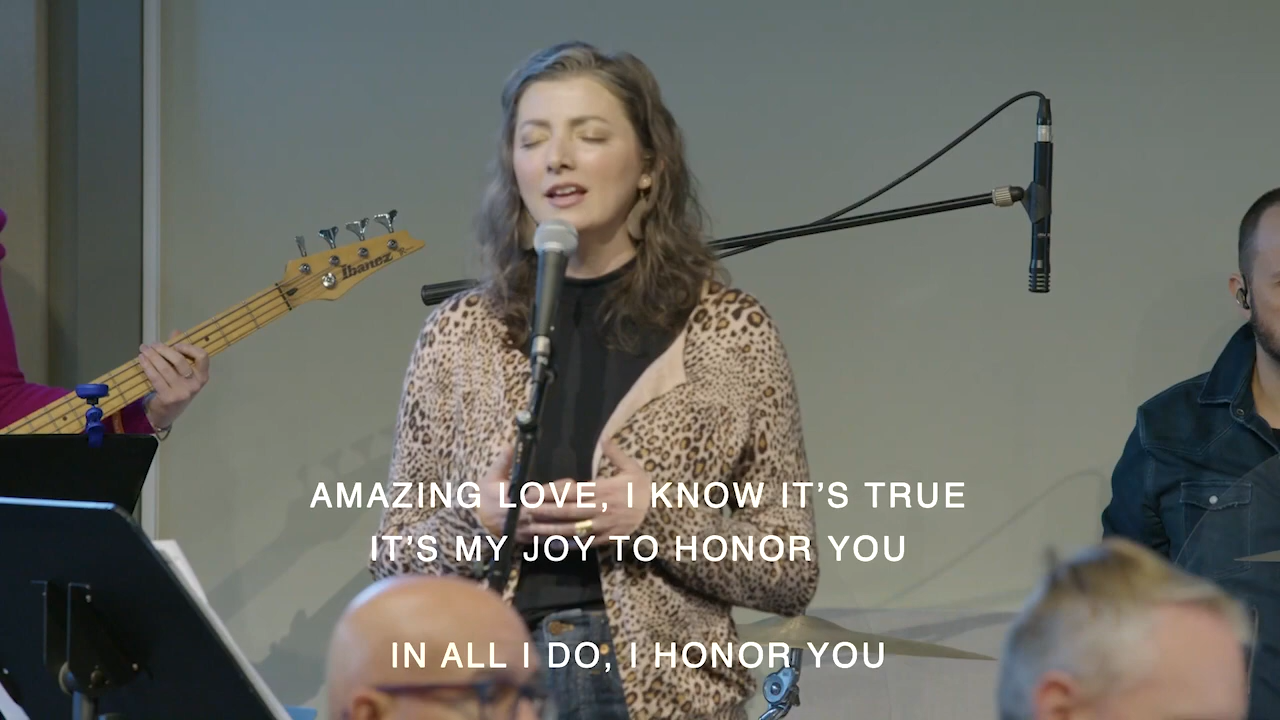 Ibanez
AMAZING LOVE, I KNOW IT’S TRUE
IT’S MY JOY TO HONOR YOU
IN ALL I DO, I HONOR YOU